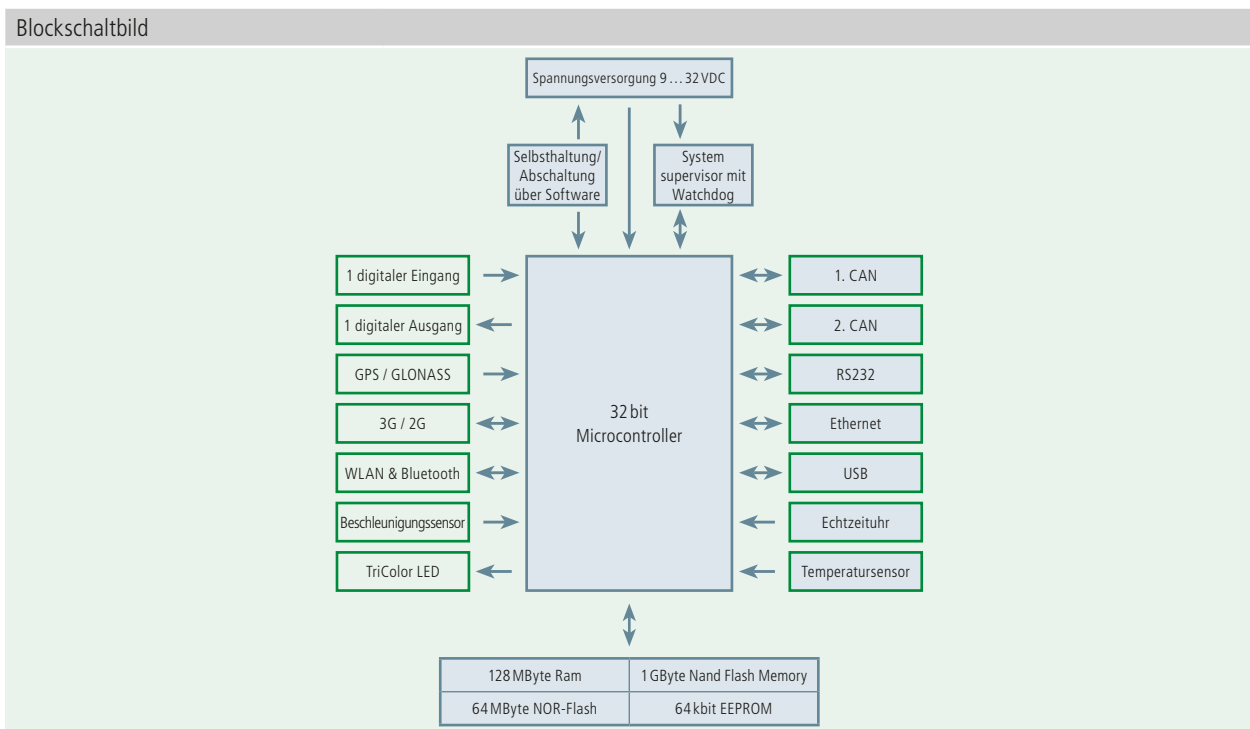 Blockschaltbild
Spannungsversorgung 9 … 32 VDC
Selbsthaltung/
Abschaltung
über Software
System
supervisor mit
Watchdog
1 digitaler Eingang
1 digitaler Ausgang
GPS / GLONASS
3G / 2G
WLAN & Bluetooth
Beschleunigungssensor
TriColor LED
32 bit
Microcontroller
1. CAN
2. CAN
RS232
Ethernet
USB
Echtzeituhr
Temperatursensor
128 MByte Ram
1 GByte Nand Flash Memory
64 MByte NOR-Flash
64 kbit EEPROM